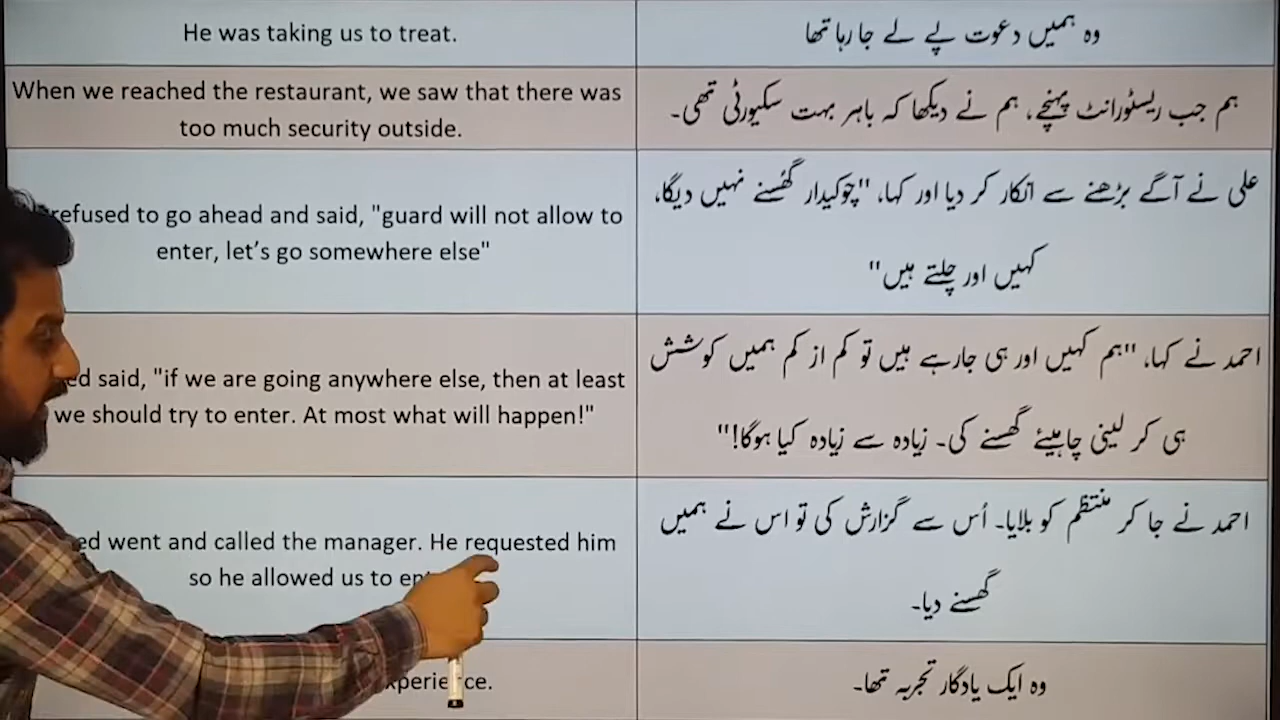 He was taking us to treat.
وہ ہمیں دعوت پے لے جا رہا تھا
When we reached the restaurant, we saw that there was
too much security outside.
ہم جب ریسٹورانٹ پہنچے، ہم نے دیکھا کہ باہر بہت سکیورٹی تھی۔
refused to go ahead and said, "guard will not allow to
enter, let’s go somewhere else"
علی نے آگے بڑھنے سے انکار کر دیا اور کہا، "چوکیدار گھُسنے نہیں دیگا،
کہیں اور چلتے ہیں"
said, "if we are going anywhere else, then at least
we should try to enter. At most what will happen!"
احمد نے کہا، "ہم کہیں اور ہی جارہے ہیں تو کم از کم ہمیں کوشش
ہی کر لینی چاہیئے گھسنے کی۔ زیادہ سے زیادہ کیا ہوگا!"
went and called the manager. He requested him
so he allowed us to
احمد نے جا کر منتظم کو بلایا۔ اُس سے گزارش کی تو اس نے ہمیں
گھسنے دیا۔
وہ ایک یادگار تجربہ تھا۔